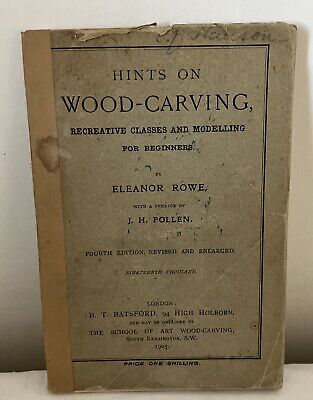 HINTS ON
WOOD-CARVING,
RECREATIVE CLASSES AND MODELLING
FOR BEGINNERS.
BY
ELEANOR ROWE,
WITH A PREFACE BY
J. H. POLLEN.
FOURTH EDITION, REVISED AND ENLARGED.
NINETEENTH THOUSAND.
LONDON:
B. T. BATSFORD, 94 HIGH HOLBORN,
AND MAY BE OBTAINED OF
THE SCHOOL OF ART WOOD-CARVING,
SOUTH KENSINGTON, S.W.
1905.
PRICE ONE SHILLING.